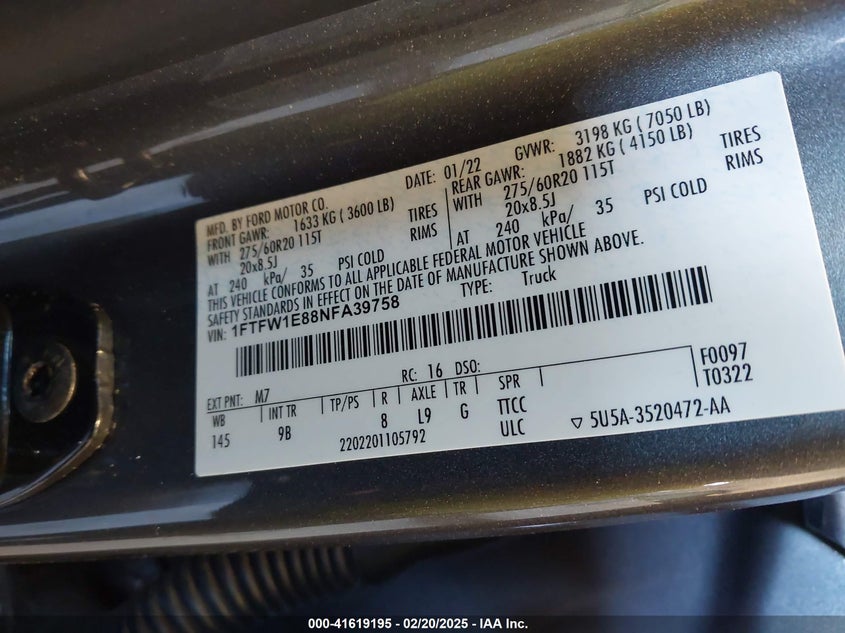 MFD. BY FORD MOTOR CO.
DATE: 01/22
GVWR: 3198 KG ( 7050 LB)
FRONT GAWR: 1633 KG ( 3600 LB)
REAR GAWR: 1882 KG ( 4150 LB)
WITH 275/60R20 115T TIRES
WITH 275/60R20 115T TIRES
20x8.5J RIMS
20x8.5J RIMS
AT 240 kPa/ 35 PSI COLD
AT 240 kPa/ 35 PSI COLD
THIS VEHICLE CONFORMS TO ALL APPLICABLE FEDERAL MOTOR VEHICLE
SAFETY STANDARDS IN EFFECT ON THE DATE OF MANUFACTURE SHOWN ABOVE.
VIN: 1FTFW1E88NFA39758
TYPE: Truck
EXT PNT: M7
RC: 16 DSO:
F0097
WB INT TR TP/PS R AXLE TR SPR
T0322
145 9B 8 L9 G TTCC
2202201105792 ULC
▽ 5U5A-3520472-AA
000-41619195 - 02/20/2025 - IAA Inc.